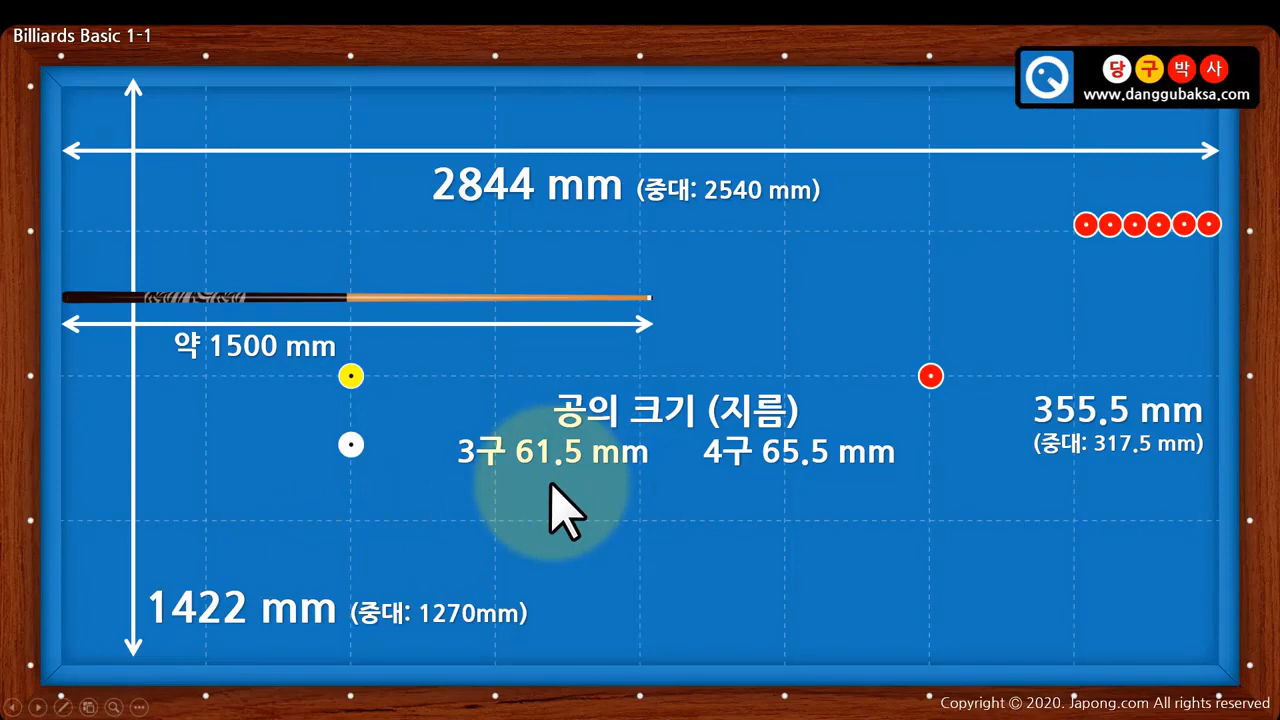 Billiards Basic 1-1
당구박사
www.danggubaksa.com
2844 mm (중대: 2540 mm)
약 1500 mm
공의 크기 (지름)
3구 61.5 mm 4구 65.5 mm
355.5 mm
(중대: 317.5 mm)
1422 mm (중대: 1270mm)
Copyright © 2020. Japong.com All rights reserved